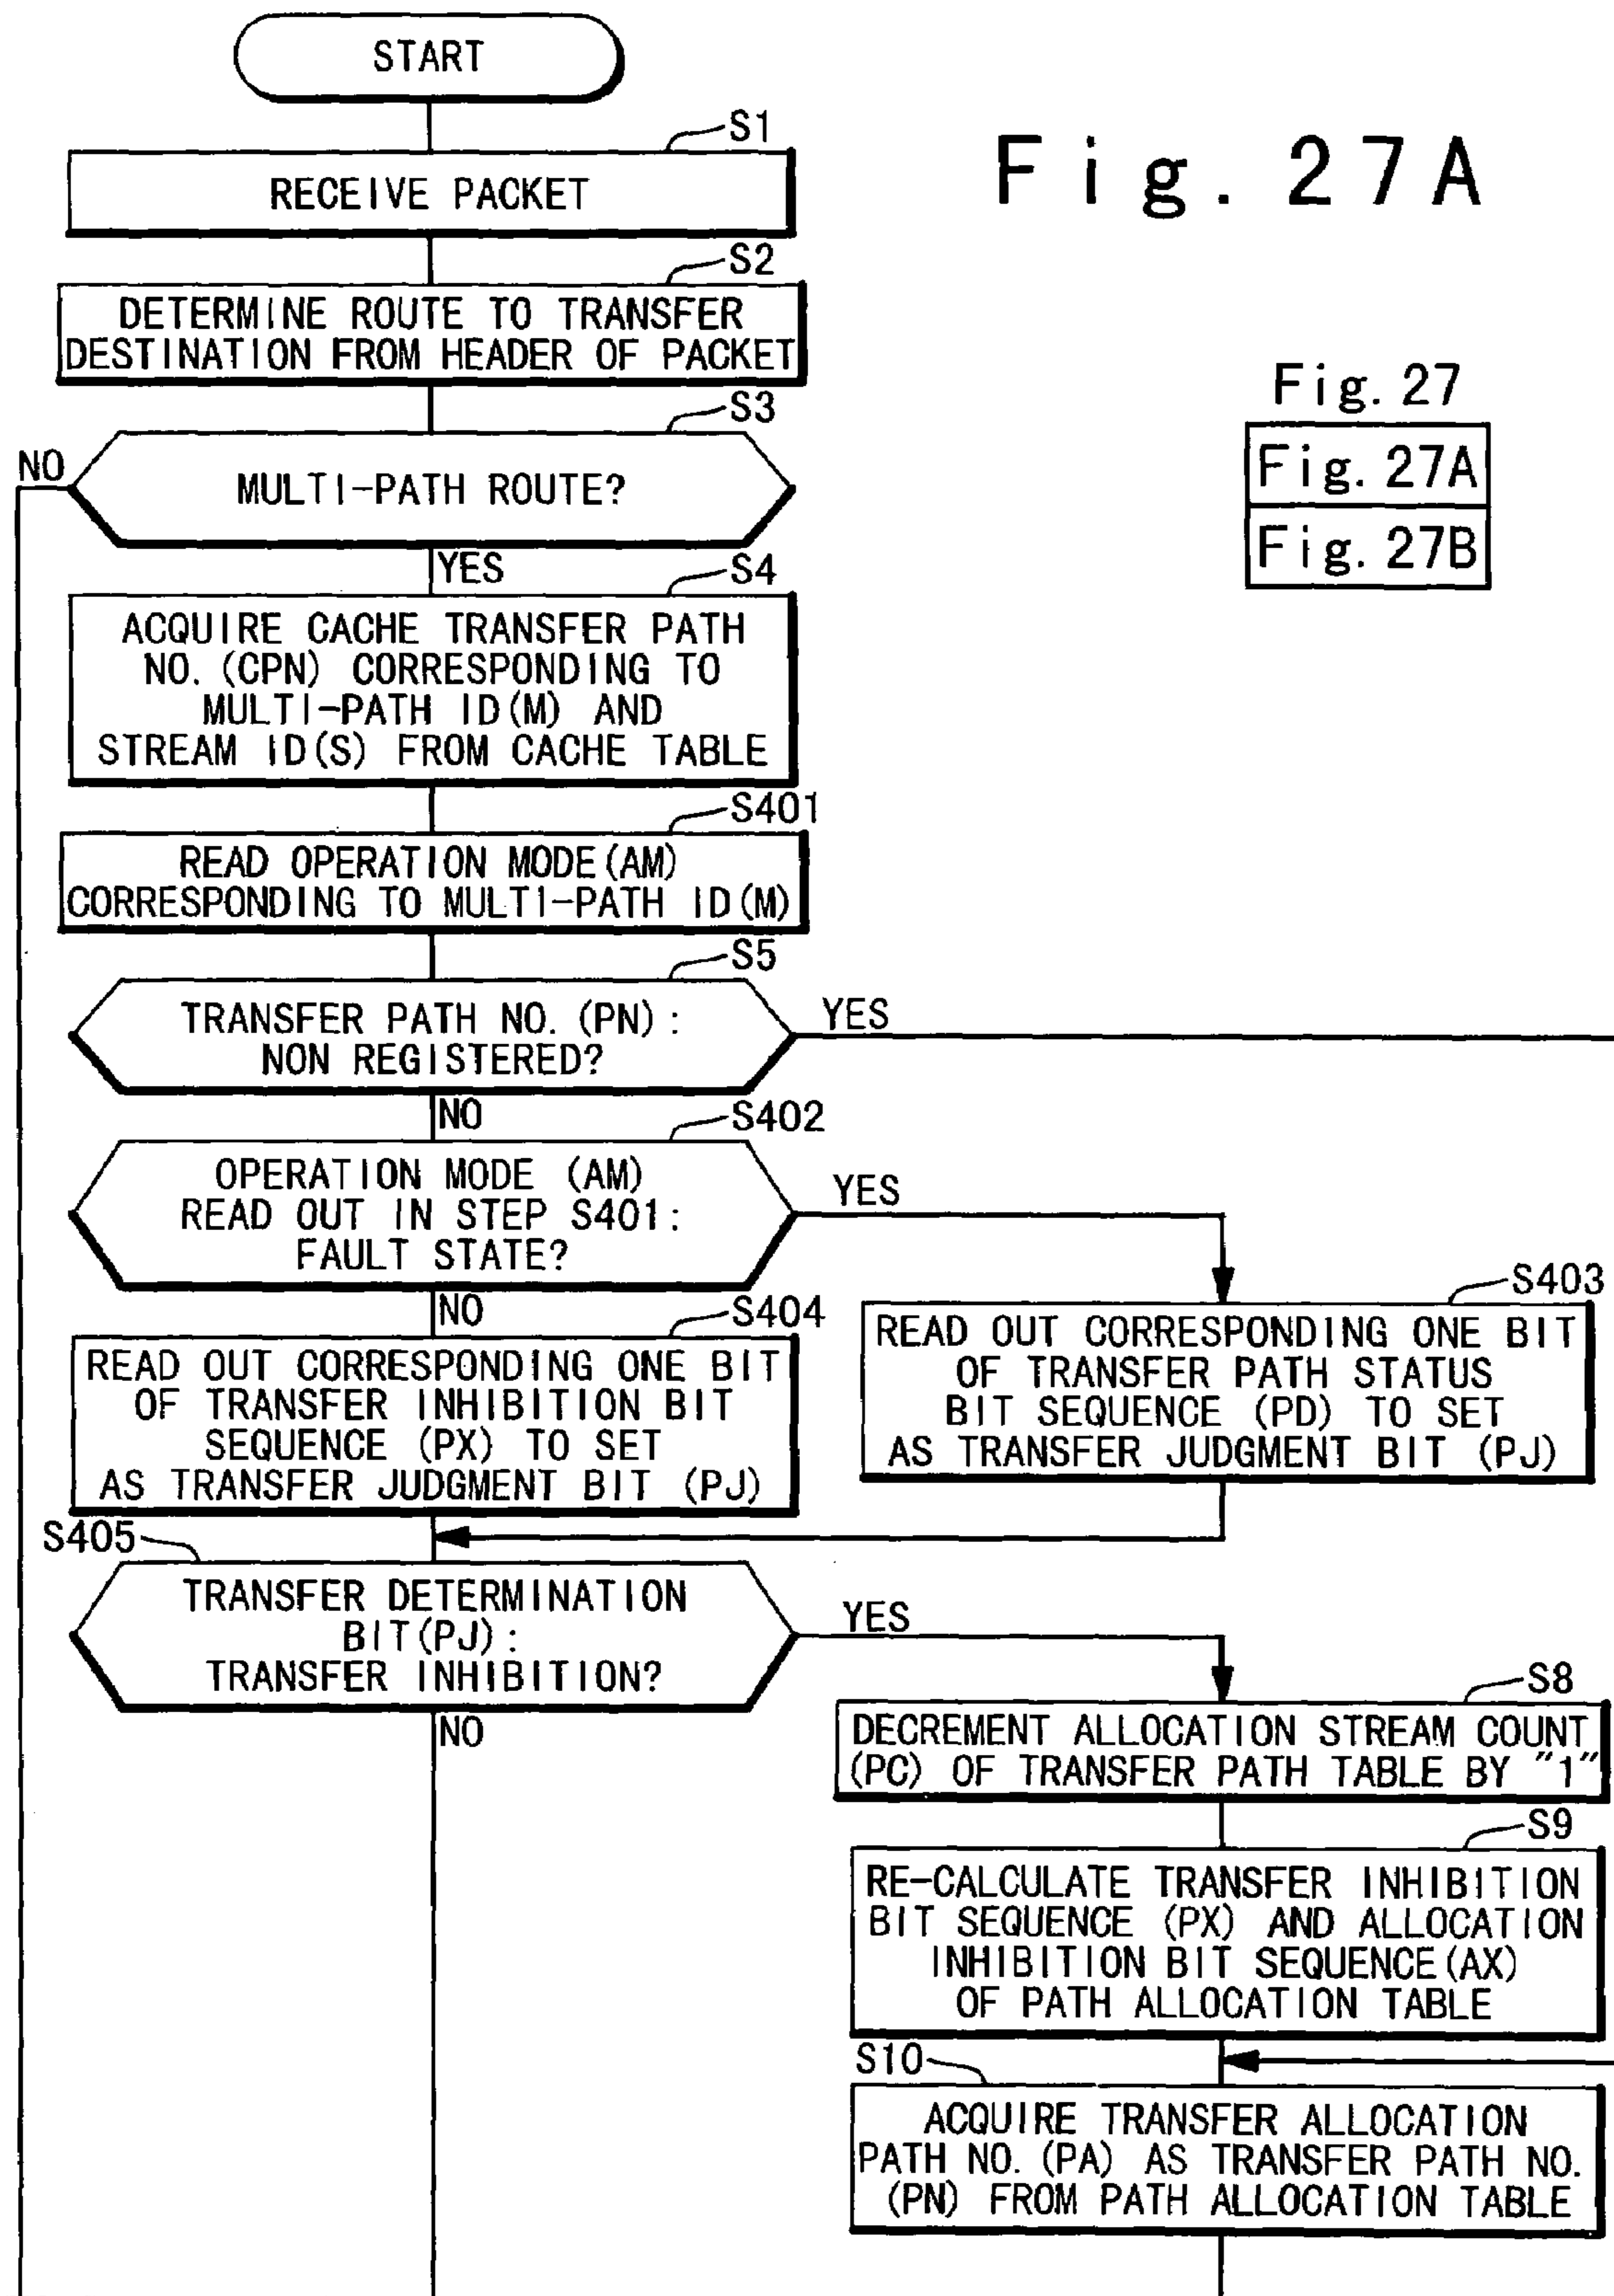 START
Fig. 27A
S1
RECEIVE PACKET
S2
DETERMINE ROUTE TO TRANSFER
DESTINATION FROM HEADER OF PACKET
Fig. 27
Fig. 27A
Fig. 27B
S3
NO
MULTI-PATH ROUTE?
YES
S4
ACQUIRE CACHE TRANSFER PATH
NO. (CPN) CORRESPONDING TO
MULTI-PATH ID(M) AND
STREAM ID(S) FROM CACHE TABLE
S401
READ OPERATION MODE(AM)
CORRESPONDING TO MULTI-PATH ID(M)
S5
TRANSFER PATH NO. (PN):
NON REGISTERED?
YES
NO
S402
OPERATION MODE (AM)
READ OUT IN STEP S401:
FAULT STATE?
YES
NO
S403
READ OUT CORRESPONDING ONE BIT
OF TRANSFER PATH STATUS
BIT SEQUENCE (PD) TO SET
AS TRANSFER JUDGMENT BIT (PJ)
S404
READ OUT CORRESPONDING ONE BIT
OF TRANSFER INHIBITION BIT
SEQUENCE (PX) TO SET
AS TRANSFER JUDGMENT BIT (PJ)
S405
TRANSFER DETERMINATION
BIT(PJ):
TRANSFER INHIBITION?
YES
NO
S8
DECREMENT ALLOCATION STREAM COUNT
(PC) OF TRANSFER PATH TABLE BY "1"
S9
RE-CALCULATE TRANSFER INHIBITION
BIT SEQUENCE (PX) AND ALLOCATION
INHIBITION BIT SEQUENCE(AX)
OF PATH ALLOCATION TABLE
S10
ACQUIRE TRANSFER ALLOCATION
PATH NO. (PA) AS TRANSFER PATH NO.
(PN) FROM PATH ALLOCATION TABLE